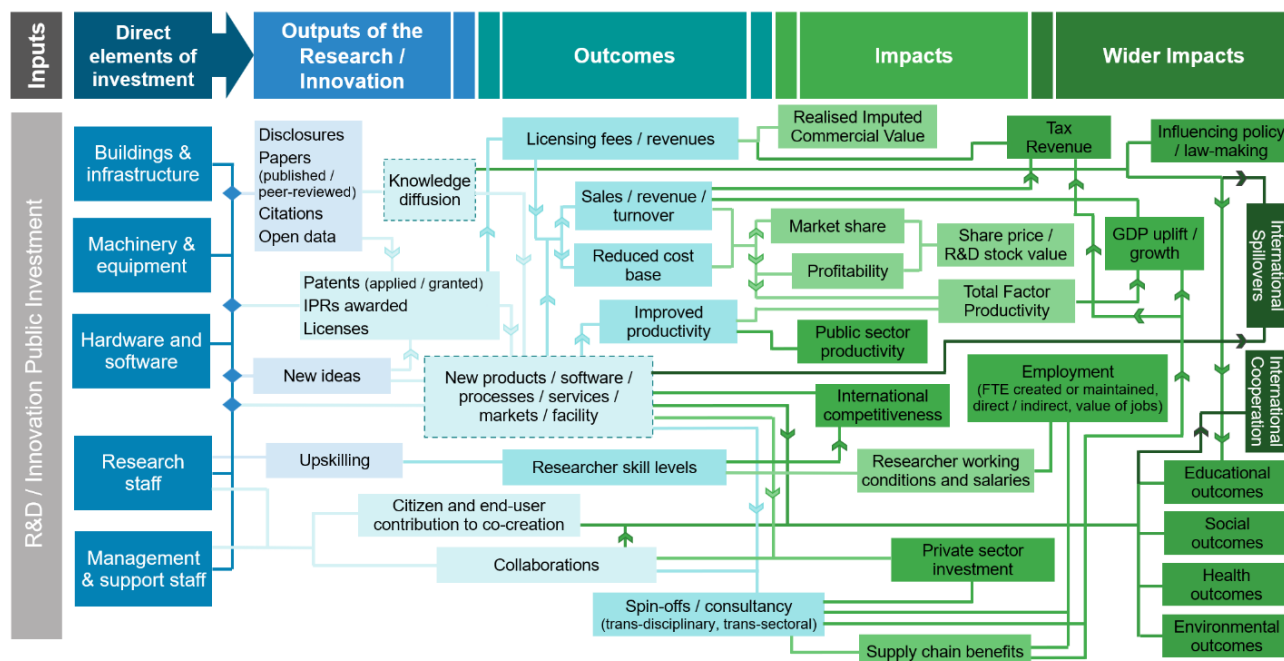 Inputs
Direct
elements of
investment
Outputs of the
Research /
Innovation
Outcomes
Impacts
Wider Impacts
R&D / Innovation Public Investment
Buildings &
infrastructure
Machinery &
equipment
Hardware and
software
Research
staff
Management
& support staff
Disclosures
Papers
(published /
peer-reviewed)
Citations
Open data
Knowledge
diffusion
Patents (applied / granted)
IPRs awarded
Licenses
New ideas
Upskilling
Citizen and end-user
contribution to co-creation
Collaborations
Licensing fees / revenues
Sales / revenue /
turnover
Reduced cost
base
Improved
productivity
New products / software /
processes / services /
markets / facility
Researcher skill levels
Spin-offs / consultancy
(trans-disciplinary, trans-sectoral)
Realised Imputed
Commercial Value
Market share
Profitability
Share price /
R&D stock value
Total Factor
Productivity
Public sector
productivity
International
competitiveness
Researcher working
conditions and salaries
Private sector
investment
Supply chain benefits
Tax
Revenue
GDP uplift /
growth
Employment
(FTE created or maintained,
direct / indirect, value of jobs)
Influencing policy
/ law-making
International
Spillovers
International
Cooperation
Educational
outcomes
Social
outcomes
Health
outcomes
Environmental
outcomes